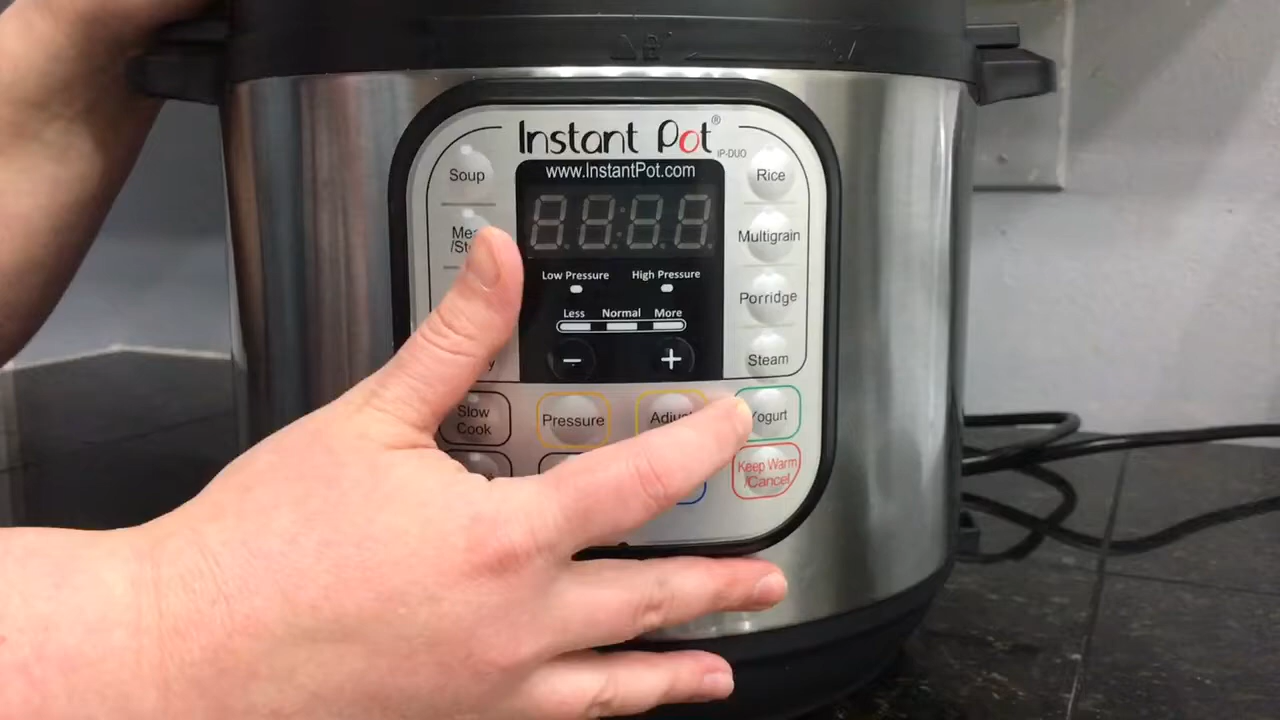 Instant Pot®
IP-DUO
www.InstantPot.com
Soup
Rice
Multigrain
Low Pressure High Pressure
Porridge
Less Normal More
− +
Steam
Slow
Cook
Pressure
Keep Warm
/Cancel